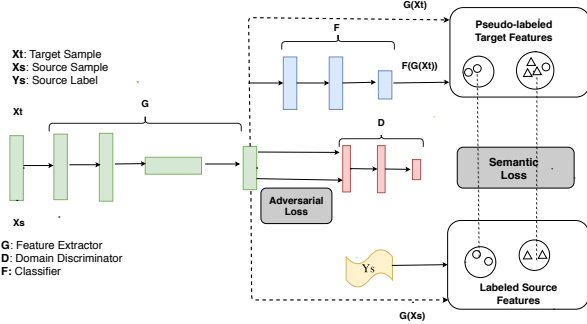 G(Xt)
F
Pseudo-labeled
Target Features
Xt: Target Sample
Xs: Source Sample
Ys: Source Label
F(G(Xt))
Xt
G
D
Semantic
Loss
Adversarial
Loss
Xs
G: Feature Extractor
D: Domain Discriminator
F: Classifier
Ys
Labeled Source
Features
G(Xs)